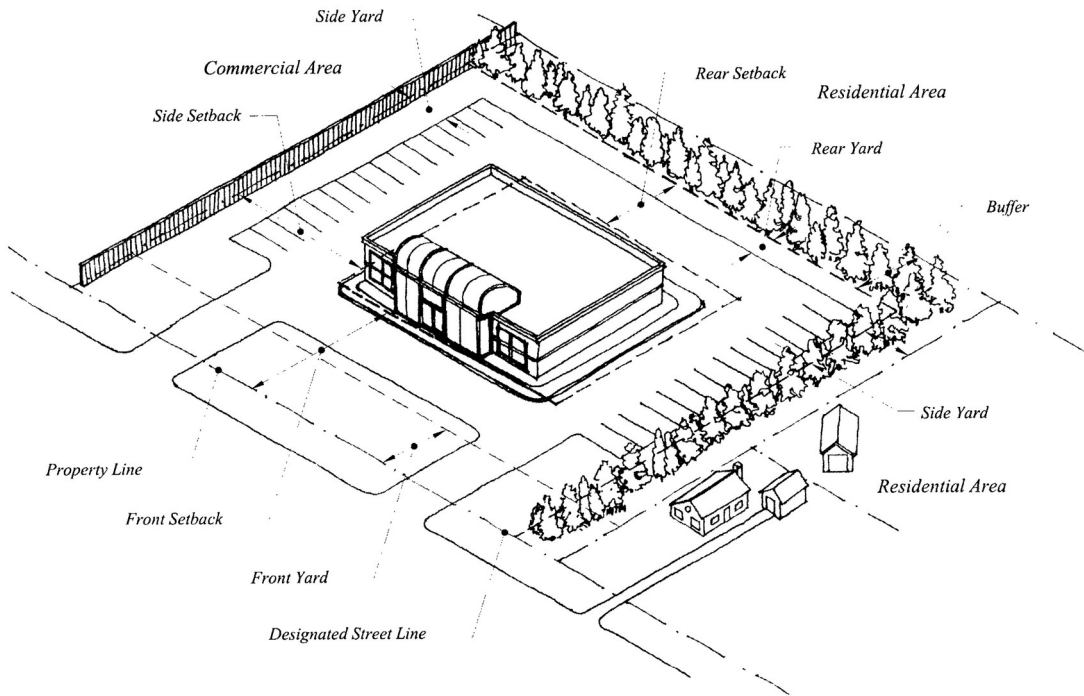 Side Yard
Commercial Area
Rear Setback
Residential Area
Side Setback
Rear Yard
Buffer
Side Yard
Property Line
Residential Area
Front Setback
Front Yard
Designated Street Line